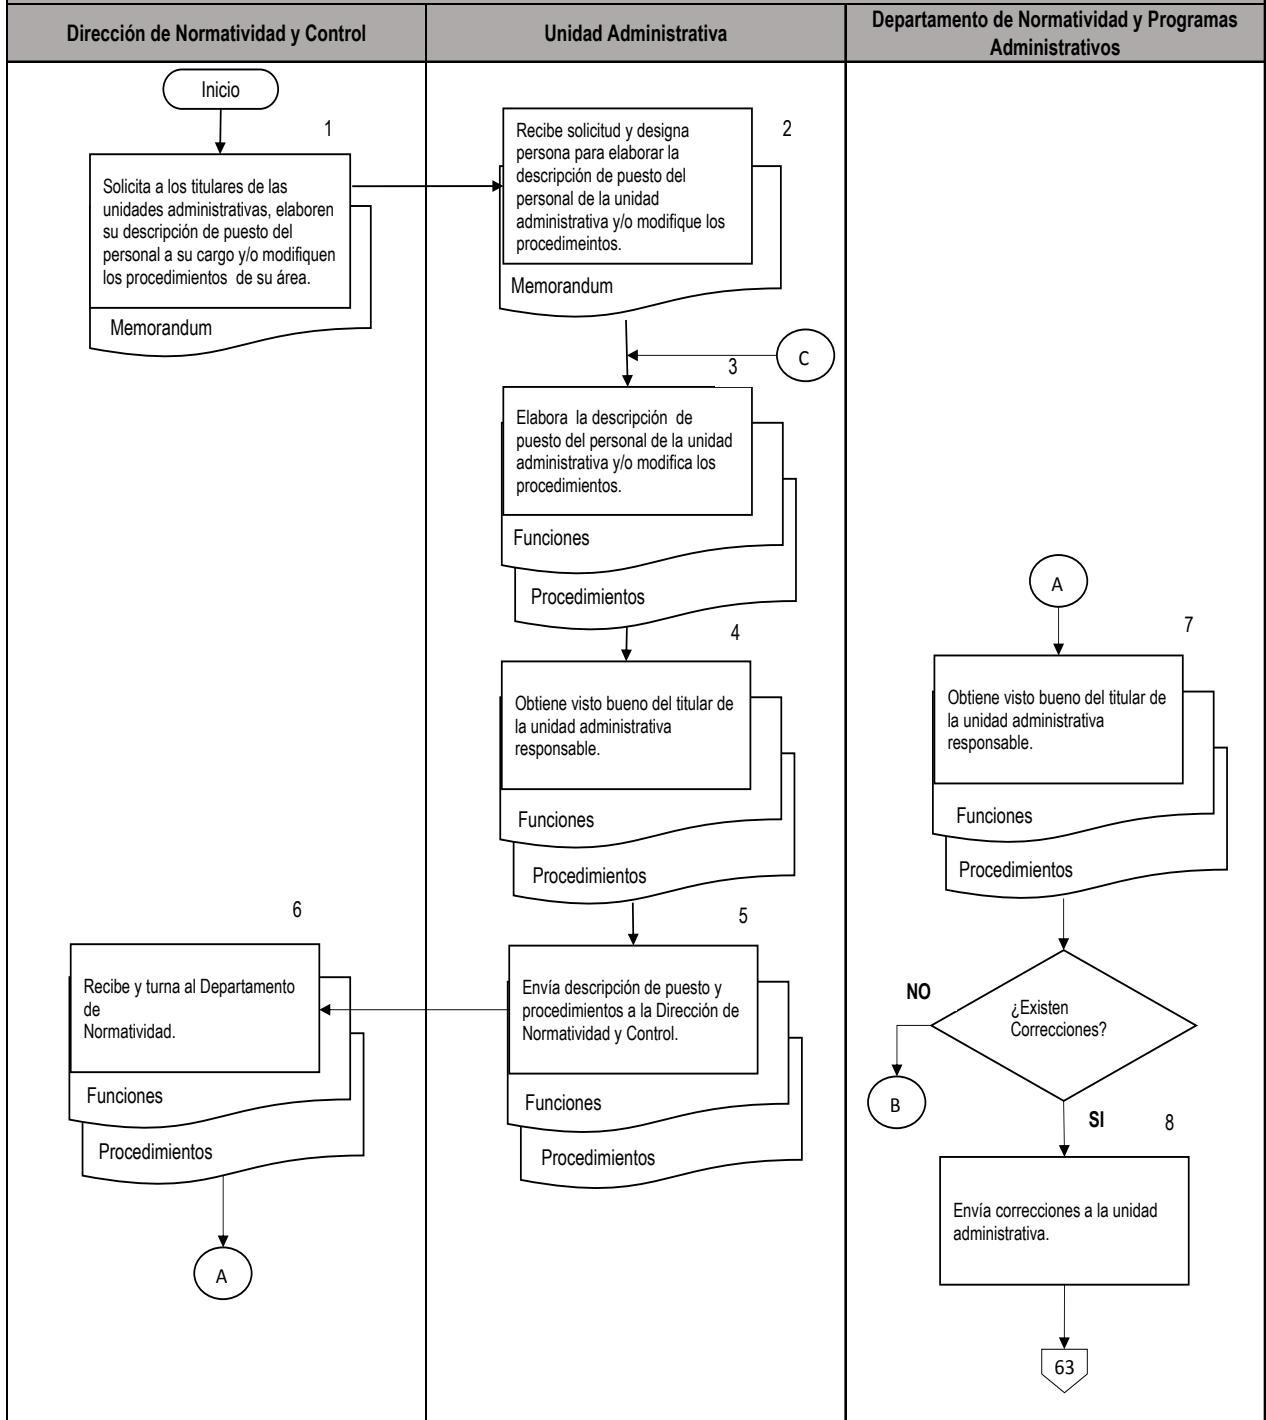 Dirección de Normatividad y Control
Unidad Administrativa
Departamento de Normatividad y Programas
Administrativos
Inicio
1
Solicita a los titulares de las
unidades administrativas, elaboren
su descripción de puesto del
personal a su cargo y/o modifiquen
los procedimientos de su área.
Memorandum
2
Recibe solicitud y designa
persona para elaborar la
descripción de puesto del
personal de la unidad
administrativa y/o modifique los
procedimeintos.
Memorandum
C
3
Elabora la descripción de
puesto del personal de la unidad
administrativa y/o modifica los
procedimientos.
Funciones
Procedimientos
4
Obtiene visto bueno del titular de
la unidad administrativa
responsable.
Funciones
Procedimientos
5
Envía descripción de puesto y
procedimientos a la Dirección de
Normatividad y Control.
Funciones
Procedimientos
6
Recibe y turna al Departamento
de
Normatividad.
Funciones
Procedimientos
A
A
7
Obtiene visto bueno del titular de
la unidad administrativa
responsable.
Funciones
Procedimientos
¿Existen
Correcciones?
NO
B
SI
8
Envía correcciones a la unidad
administrativa.
63